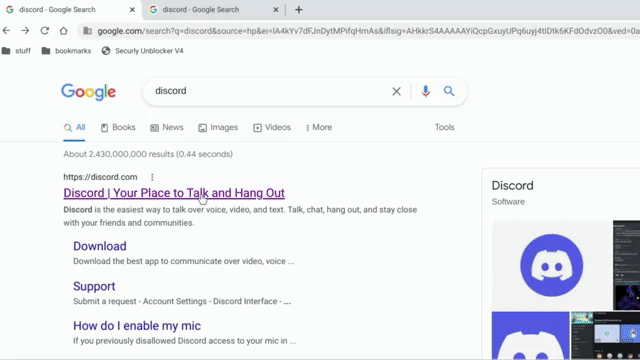 discord - Google Search
discord - Google Search
google.com/search?q=discord&source=hp&ei=IA4kYv7dFJnDytMPifqHmAs&iflsig=AHkkrS4AAAAAYiQcpGxuyUPq6uyj4tIDtk6KFdOdvzO0&ved=0a
stuff bookmarks Securly Unblocker V4
Google discord
All Books News Images Videos More Tools
About 2,430,000,000 results (0.44 seconds)
https://discord.com
Discord | Your Place to Talk and Hang Out
Discord is the easiest way to talk over voice, video, and text. Talk, chat, hang out, and stay close
with your friends and communities.
Download
Download the best app to communicate over video, voice ...
Support
Submit a request - Account Settings - Discord Interface - ...
How do I enable my mic
If you previously disallowed Discord access to your mic in ...
Discord
Software